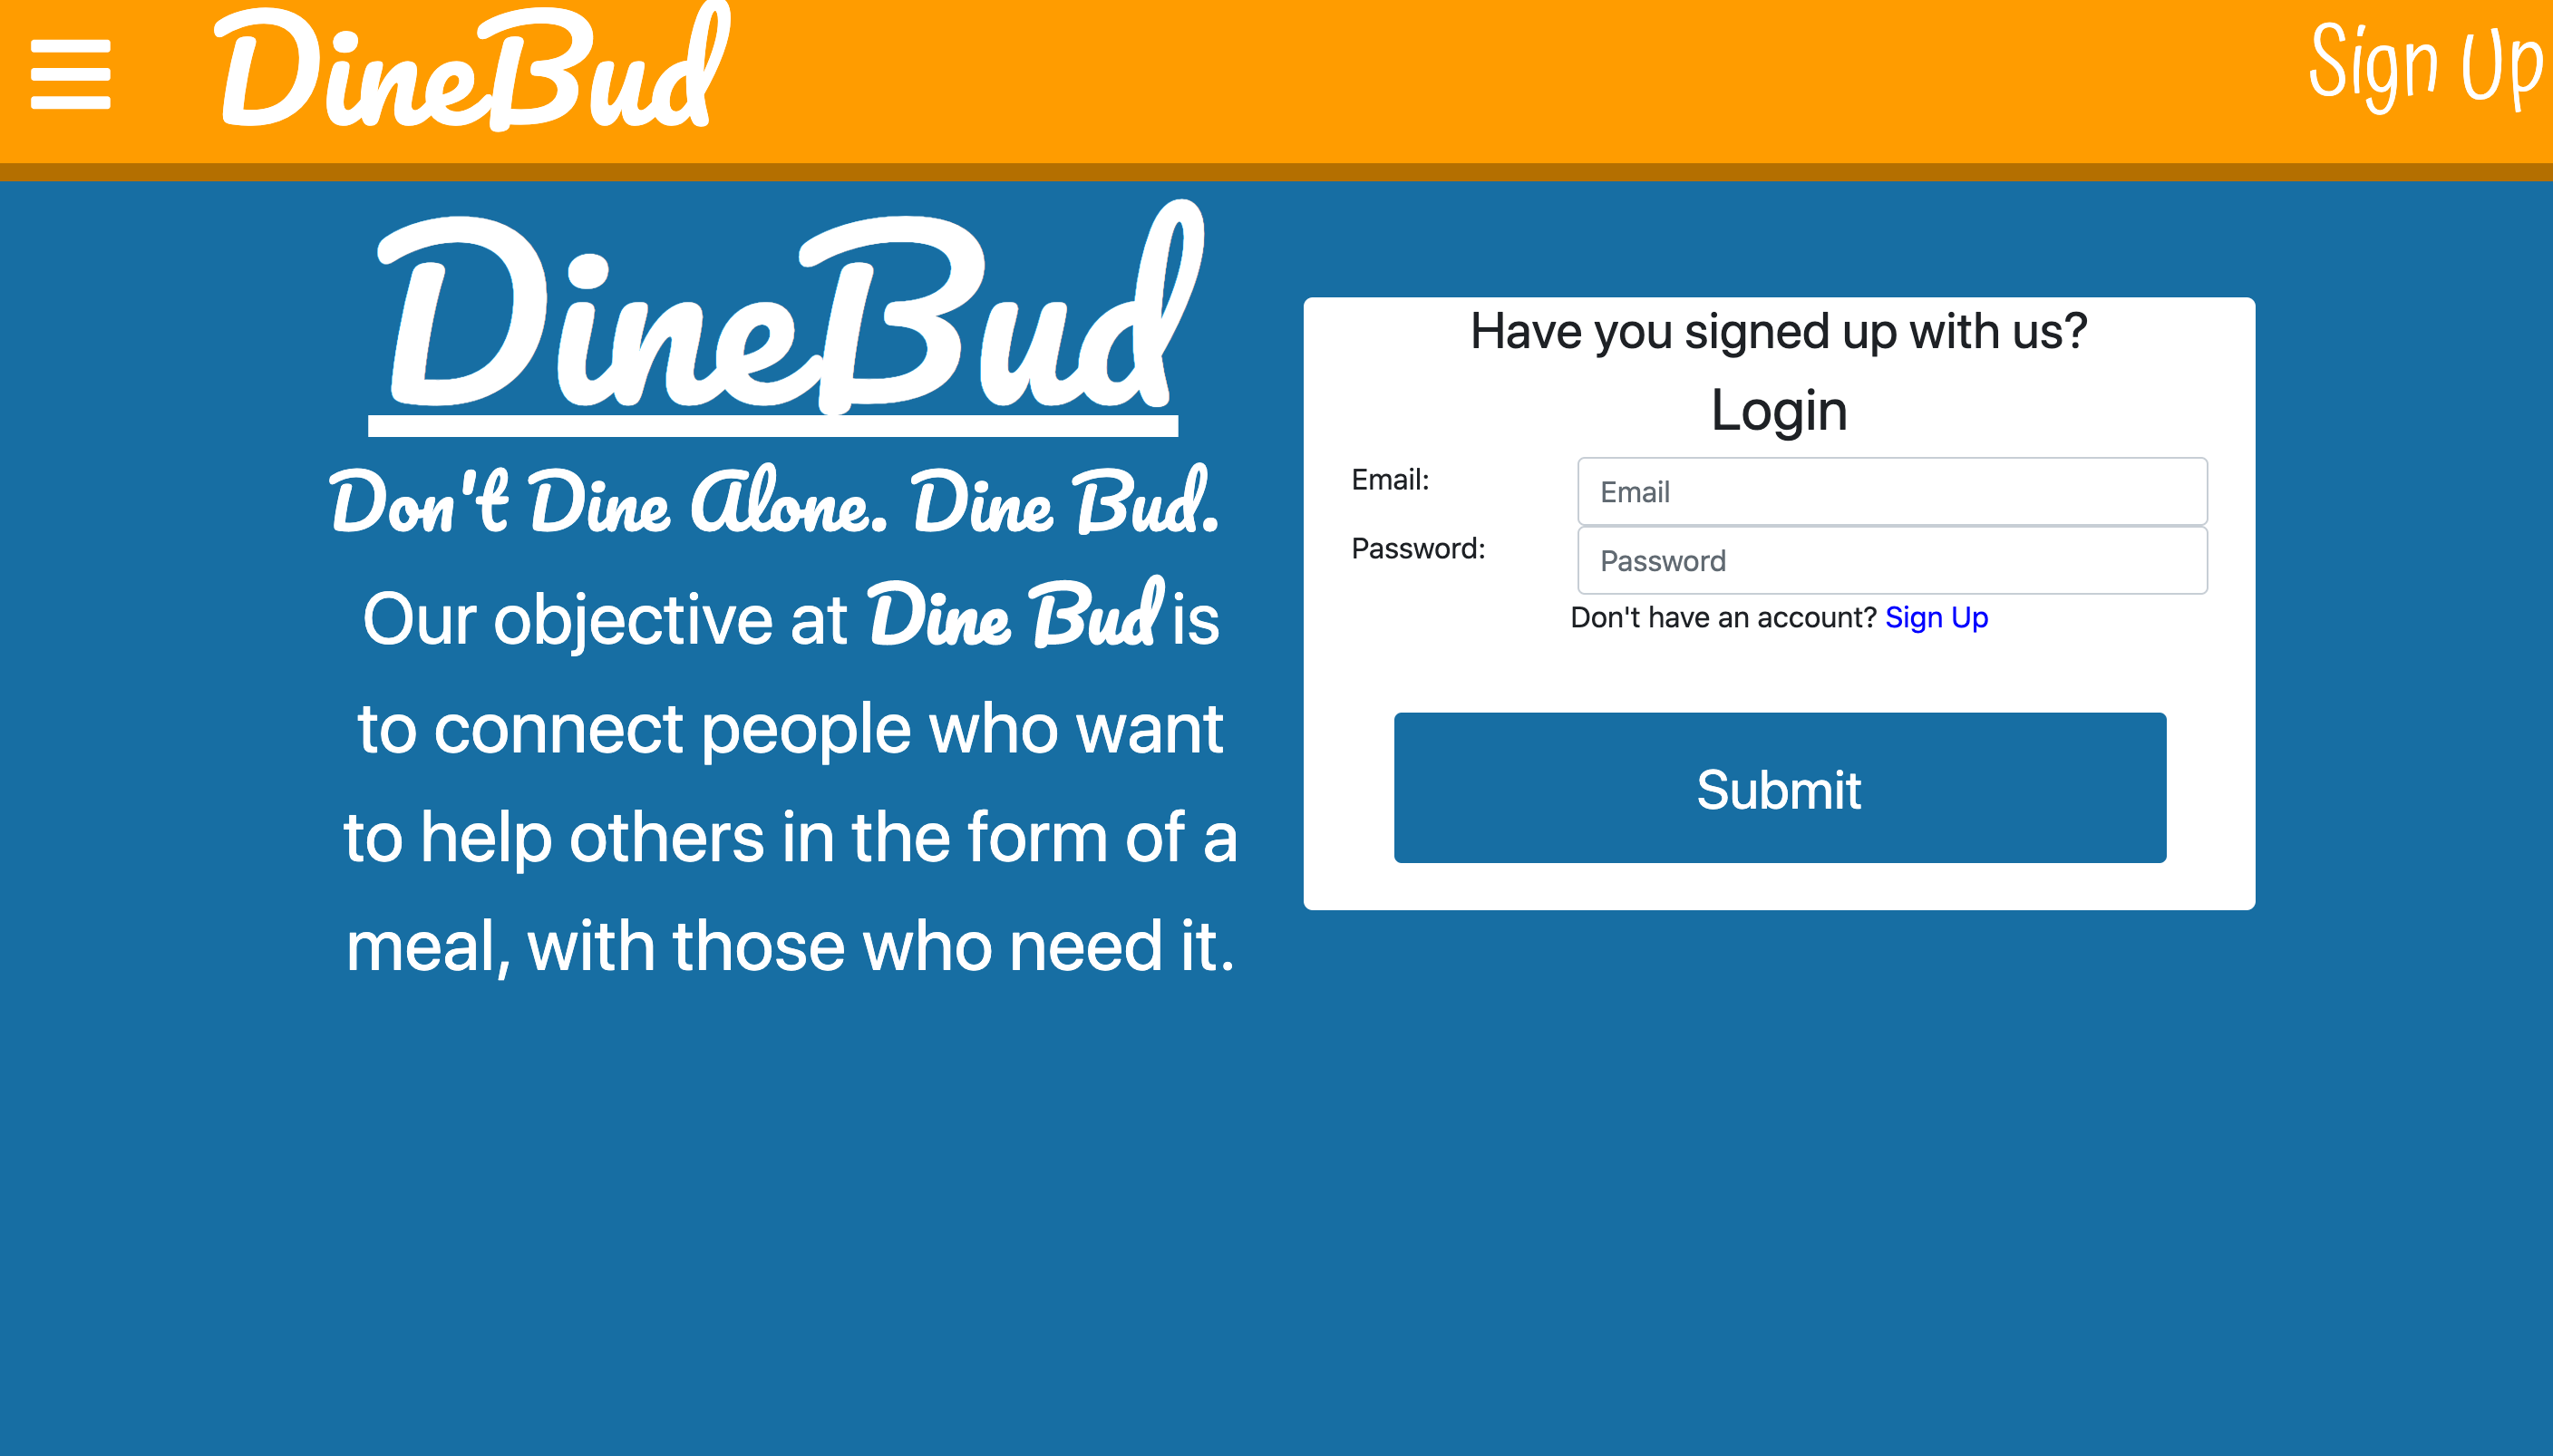 DineBud
Sign Up
DineBud
Don't Dine Alone. Dine Bud.
Our objective at Dine Bud is
to connect people who want
to help others in the form of a
meal, with those who need it.
Have you signed up with us?
Login
Email:
Email
Password:
Password
Don't have an account? Sign Up
Submit